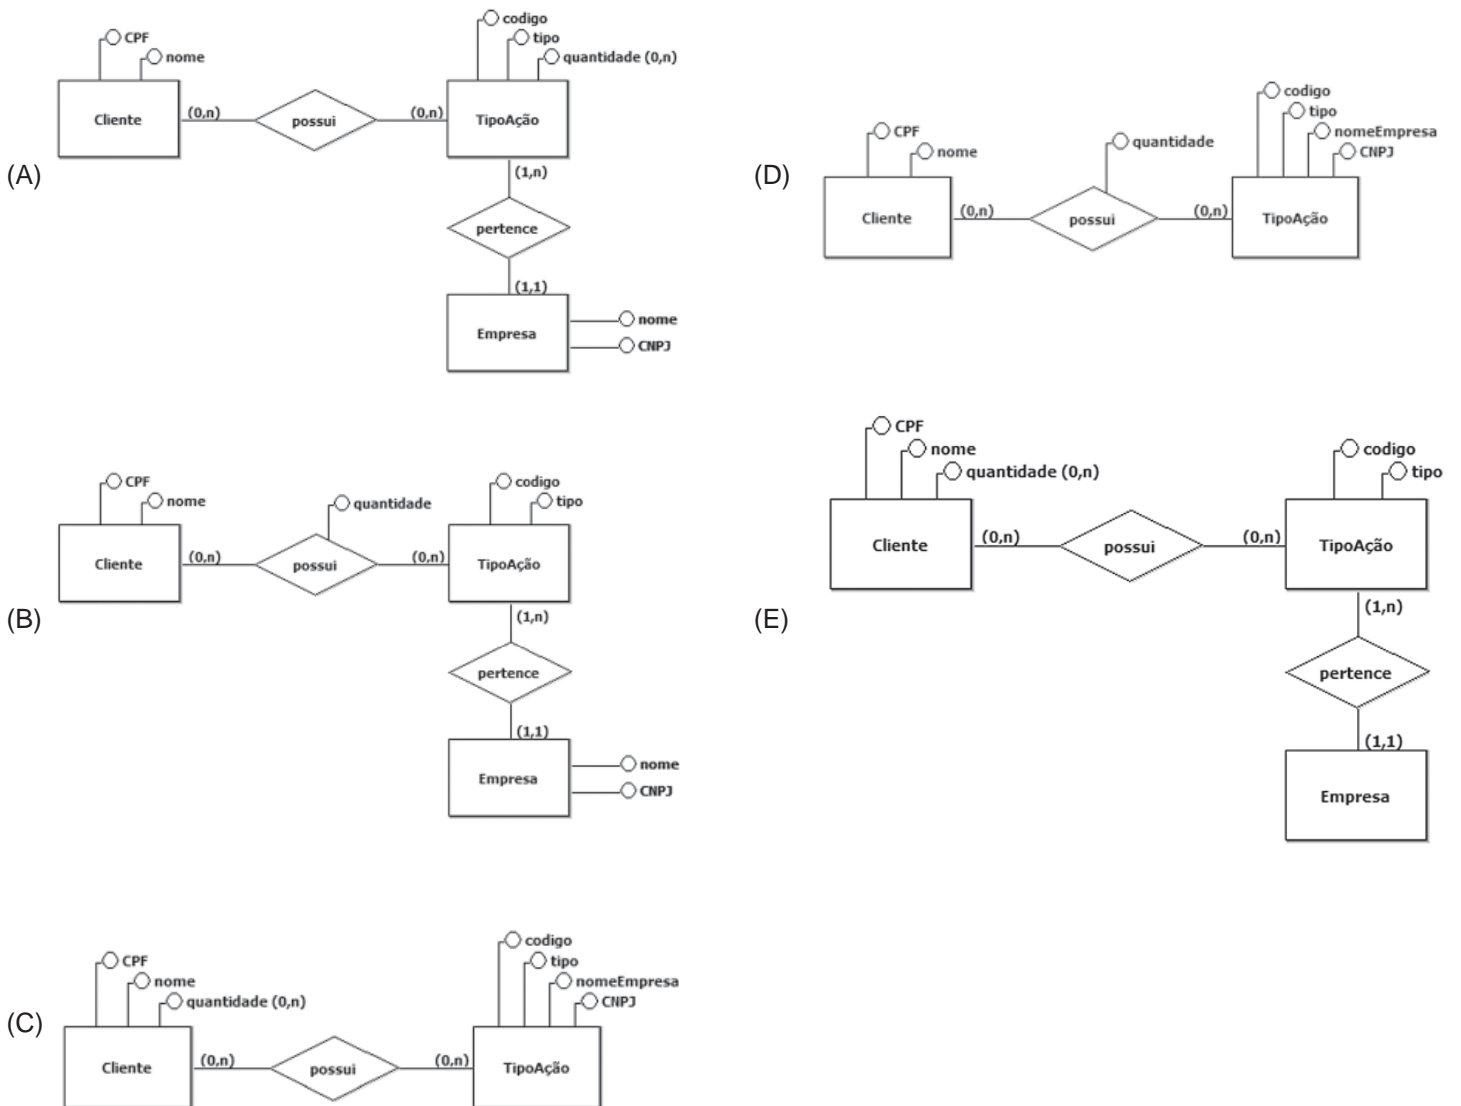 (A)
CPF
nome
codigo
tipo
quantidade (0,n)
Cliente
(0,n)
possui
(0,n)
TipoAção
(1,n)
pertence
(1,1)
Empresa
nome
CNPJ
(B)
CPF
nome
quantidade
codigo
tipo
Cliente
(0,n)
possui
(0,n)
TipoAção
(1,n)
pertence
(1,1)
Empresa
nome
CNPJ
(C)
CPF
nome
quantidade (0,n)
codigo
tipo
nomeEmpresa
CNPJ
Cliente
(0,n)
possui
(0,n)
TipoAção
(D)
CPF
nome
quantidade
codigo
tipo
nomeEmpresa
CNPJ
Cliente
(0,n)
possui
(0,n)
TipoAção
(E)
CPF
nome
quantidade (0,n)
codigo
tipo
Cliente
(0,n)
possui
(0,n)
TipoAção
(1,n)
pertence
(1,1)
Empresa